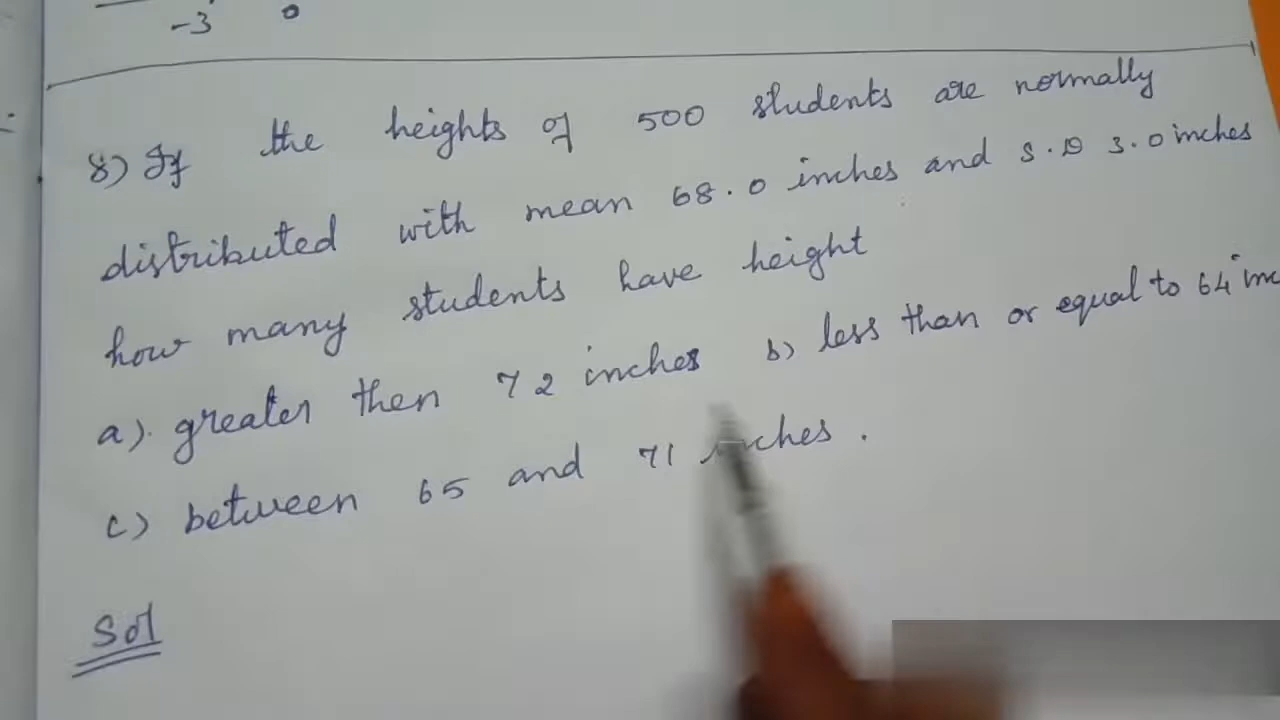 -3 0
8) If the heights of 500 students are normally
distributed with mean 68.0 inches and S.D 3.0 inches
how many students have height
a). greater then 72 inches b) less than or equal to 64 inc
c) between 65 and 71 inches.
Sol